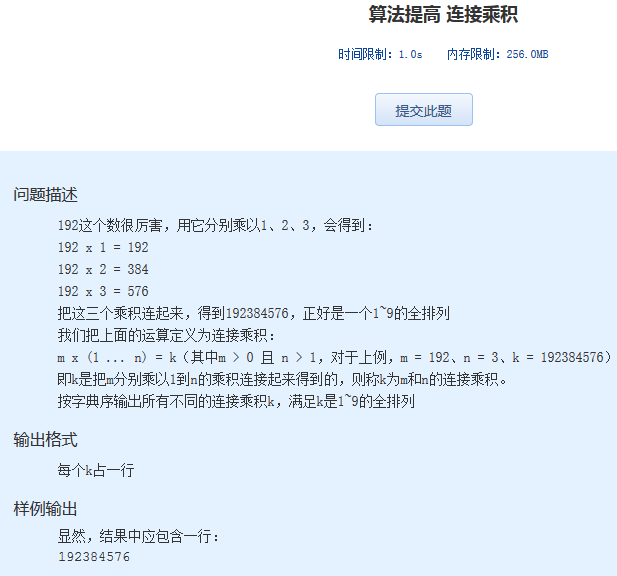 算法提高 连接乘积
时间限制：1.0s 内存限制：256.0MB
提交此题
问题描述
192这个数很厉害，用它分别乘以1、2、3，会得到：
192 x 1 = 192
192 x 2 = 384
192 x 3 = 576
把这三个乘积连起来，得到192384576，正好是一个1~9的全排列
我们把上面的运算定义为连接乘积：
m x (1 ... n) = k（其中m > 0 且 n > 1，对于上例，m = 192、n = 3、k = 192384576）
即k是把m分别乘以1到n的乘积连接起来得到的，则称k为m和n的连接乘积。
按字典序输出所有不同的连接乘积k，满足k是1~9的全排列
输出格式
每个k占一行
样例输出
显然，结果中应包含一行：
192384576